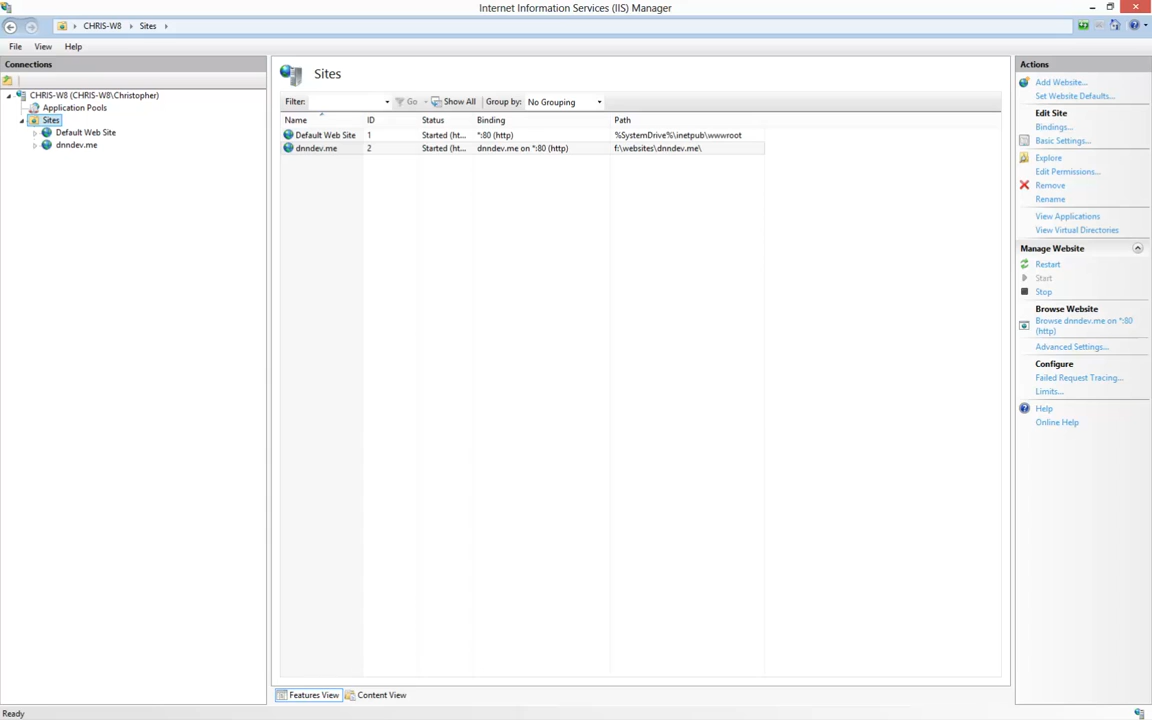 Internet Information Services (IIS) Manager
CHRIS-W8
Sites
File
View
Help
Connections
CHRIS-W8 (CHRIS-W8\Christopher)
Application Pools
Sites
Default Web Site
dnndev.me
Sites
Filter:
Go
Show All
Group by:
No Grouping
Name ID Status Binding Path
Default Web Site 1 Started (ht... *:80 (http) %SystemDrive%\inetpub\wwwroot
dnndev.me 2 Started (ht... dnndev.me on *:80 (http) f:\websites\dnndev.me\
Features View
Content View
Actions
Add Website...
Set Website Defaults...
Edit Site
Bindings...
Basic Settings...
Explore
Edit Permissions...
Remove
Rename
View Applications
View Virtual Directories
Manage Website
Restart
Start
Stop
Browse Website
Browse dnndev.me on *:80
(http)
Advanced Settings...
Configure
Failed Request Tracing...
Limits...
Help
Online Help
Ready